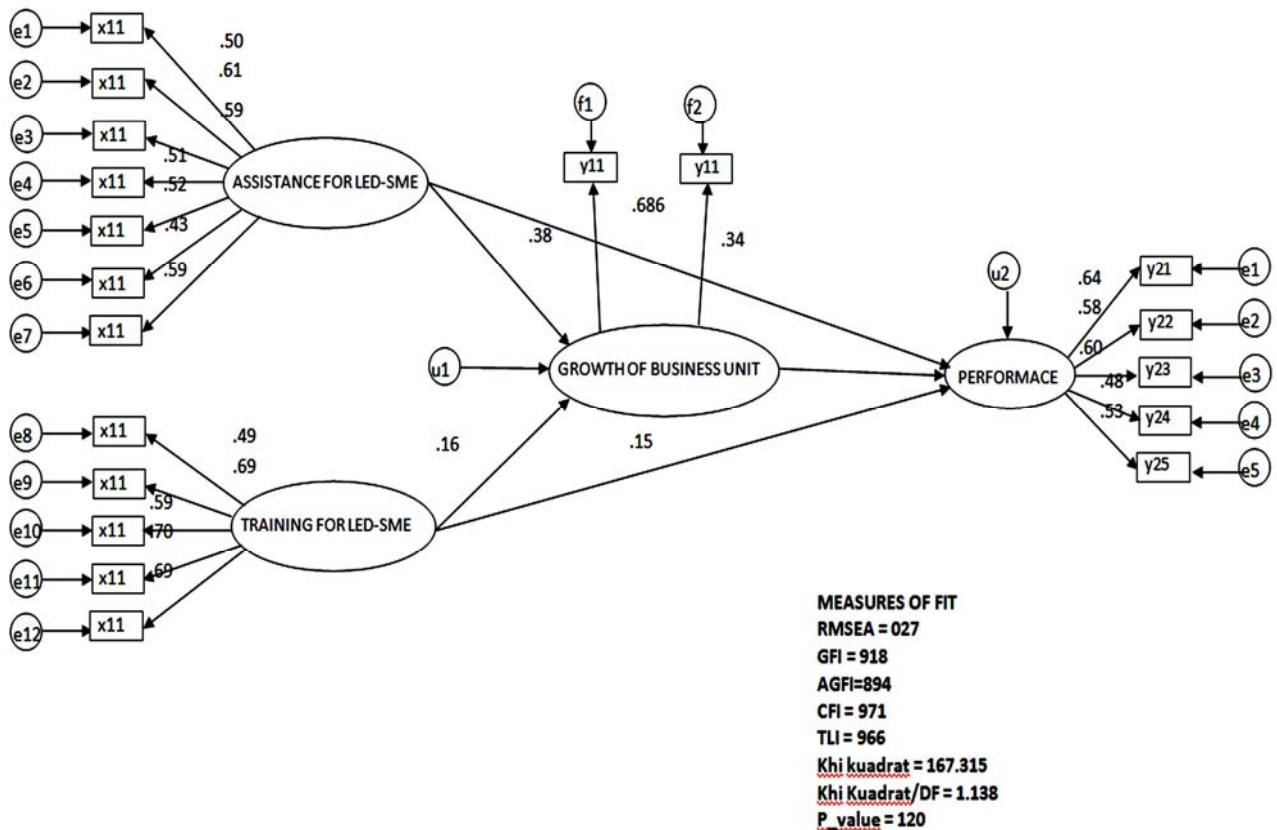 e1 x11 .50
.61
e2 x11
.59
e3 x11
.51
e4 x11 .52
e5 x11 .43
e6 x11 .59
e7 x11
ASSISTANCE FOR LED-SME
f1 f2
y11 y11
.686
.38 .34
u1
GROWTH OF BUSINESS UNIT
u2
PERFORMACE
.64 y21 e1
.58
y22 e2
.60
y23 e3
.48
y24 e4
.53
y25 e5
e8 x11 .49
.69
e9 x11
.59
e10 x11 .70
e11 x11 .69
e12 x11
TRAINING FOR LED-SME
.16 .15
MEASURES OF FIT
RMSEA = 027
GFI = 918
AGFI=894
CFI = 971
TLI = 966
Khi kuadrat = 167.315
Khi Kuadrat/DF = 1.138
P_value = 120